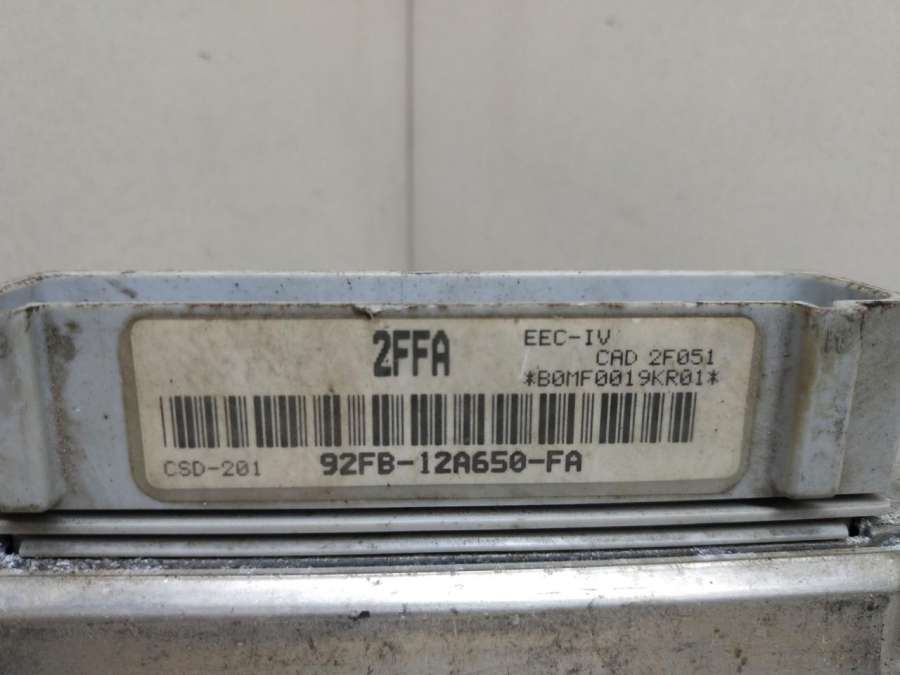 2FFA
EEC-IV
CAD 2F051
*B0MF0019KR01*
CSD-201
92FB-12A650-FA